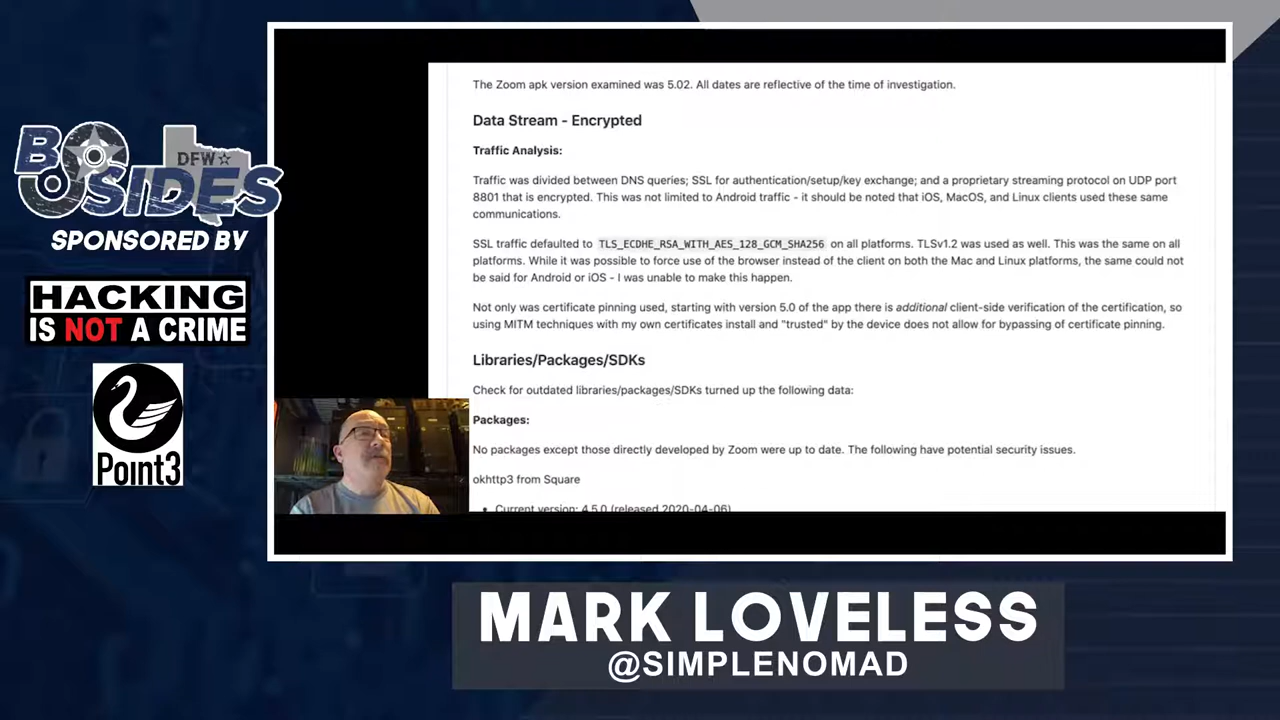 BSIDES
DFW
SPONSORED BY
HACKING
IS NOT A CRIME
Point3
The Zoom apk version examined was 5.02. All dates are reflective of the time of investigation.
Data Stream - Encrypted
Traffic Analysis:
Traffic was divided between DNS queries; SSL for authentication/setup/key exchange; and a proprietary streaming protocol on UDP port
8801 that is encrypted. This was not limited to Android traffic - it should be noted that iOS, MacOS, and Linux clients used these same
communications.
SSL traffic defaulted to TLS_ECDHE_RSA_WITH_AES_128_GCM_SHA256 on all platforms. TLSv1.2 was used as well. This was the same on all
platforms. While it was possible to force use of the browser instead of the client on both the Mac and Linux platforms, the same could not
be said for Android or iOS - I was unable to make this happen.
Not only was certificate pinning used, starting with version 5.0 of the app there is additional client-side verification of the certification, so
using MITM techniques with my own certificates install and "trusted" by the device does not allow for bypassing of certificate pinning.
Libraries/Packages/SDKs
Check for outdated libraries/packages/SDKs turned up the following data:
Packages:
No packages except those directly developed by Zoom were up to date. The following have potential security issues.
okhttp3 from Square
• Current version: 4.5.0 (released 2020-04-06)
MARK LOVELESS
@SIMPLENOMAD